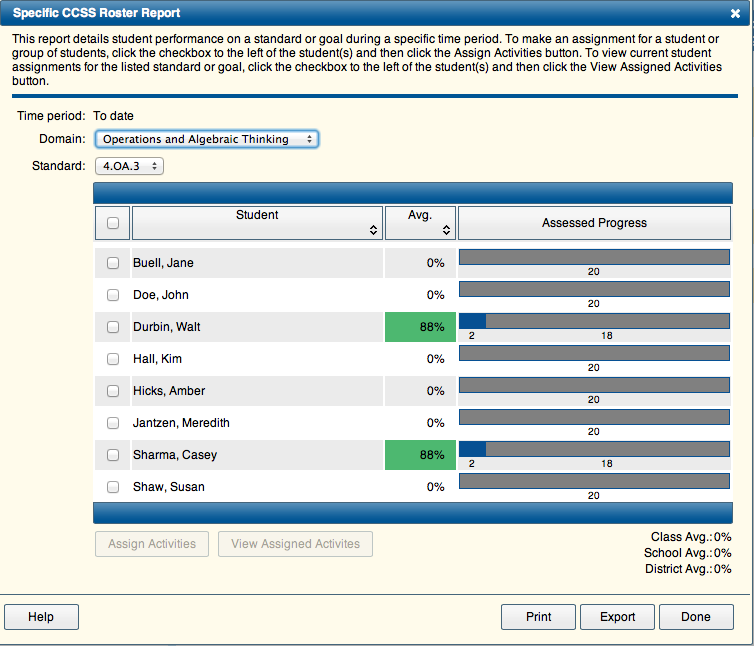 Specific CCSS Roster Report
This report details student performance on a standard or goal during a specific time period. To make an assignment for a student or
group of students, click the checkbox to the left of the student(s) and then click the Assign Activities button. To view current student
assignments for the listed standard or goal, click the checkbox to the left of the student(s) and then click the View Assigned Activities
button.
Time period: To date
Domain: Operations and Algebraic Thinking
Standard: 4.OA.3
Student Avg. Assessed Progress
Buell, Jane 0%
20
Doe, John 0%
20
Durbin, Walt 88%
2 18
Hall, Kim 0%
20
Hicks, Amber 0%
20
Jantzen, Meredith 0%
20
Sharma, Casey 88%
2 18
Shaw, Susan 0%
20
Assign Activities View Assigned Activites
Class Avg.:0%
School Avg.:0%
District Avg.:0%
Help Print Export Done